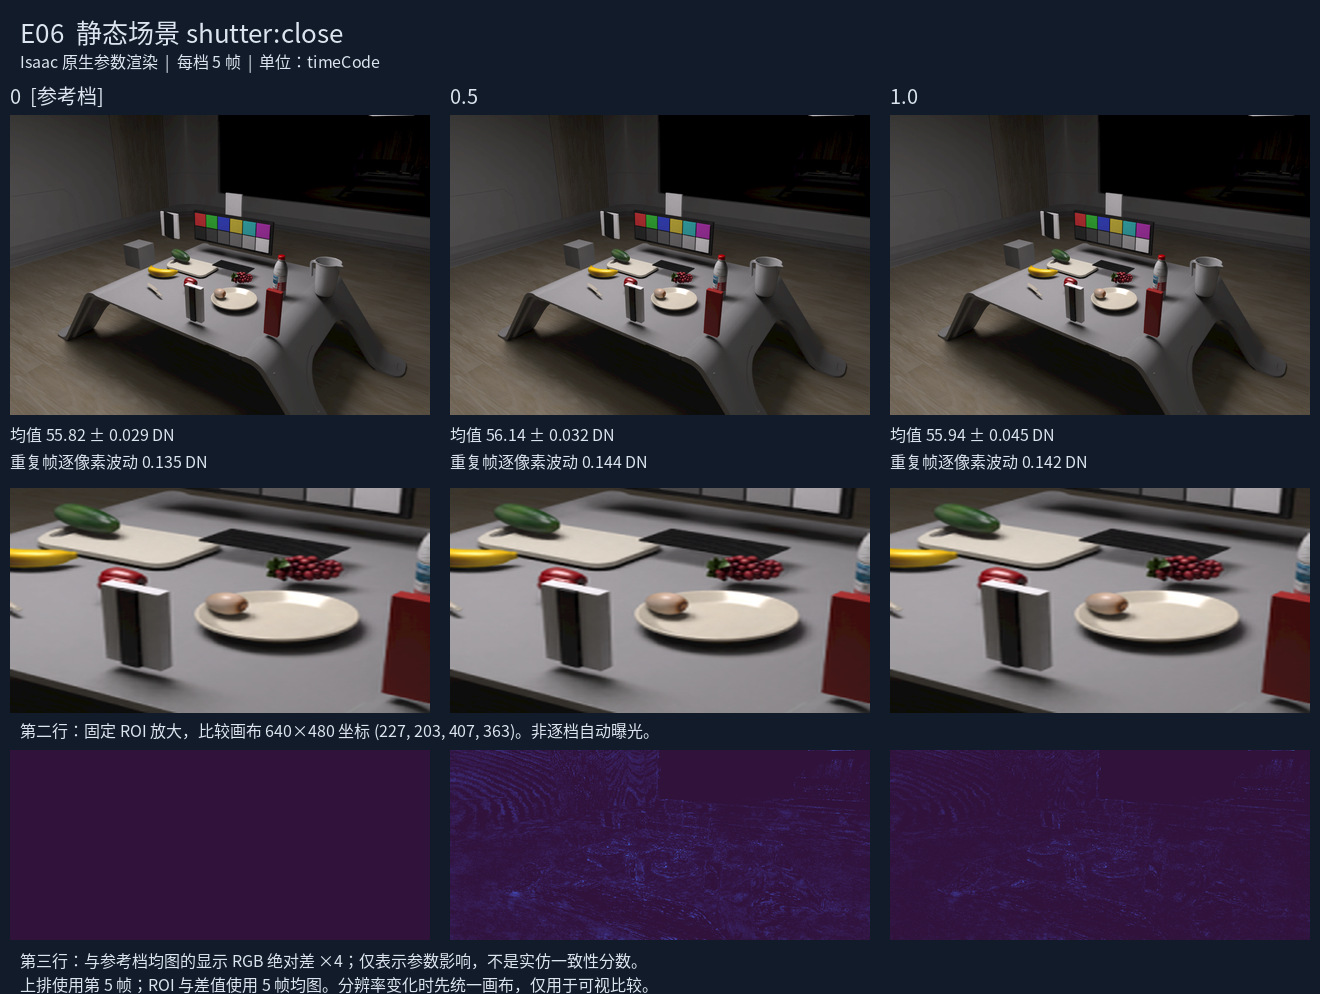 E06 静态场景 shutter:close
Isaac 原生参数渲染 | 每档 5 帧 | 单位：timeCode
0 [参考档]
0.5
1.0
均值 55.82 ± 0.029 DN
重复帧逐像素波动 0.135 DN
均值 56.14 ± 0.032 DN
重复帧逐像素波动 0.144 DN
均值 55.94 ± 0.045 DN
重复帧逐像素波动 0.142 DN
第二行：固定 ROI 放大，比较画布 640×480 坐标 (227, 203, 407, 363)。非逐档自动曝光。
第三行：与参考档均图的显示 RGB 绝对差 ×4；仅表示参数影响，不是实仿一致性分数。
上排使用第 5 帧；ROI 与差值使用 5 帧均图。分辨率变化时先统一画布，仅用于可视比较。